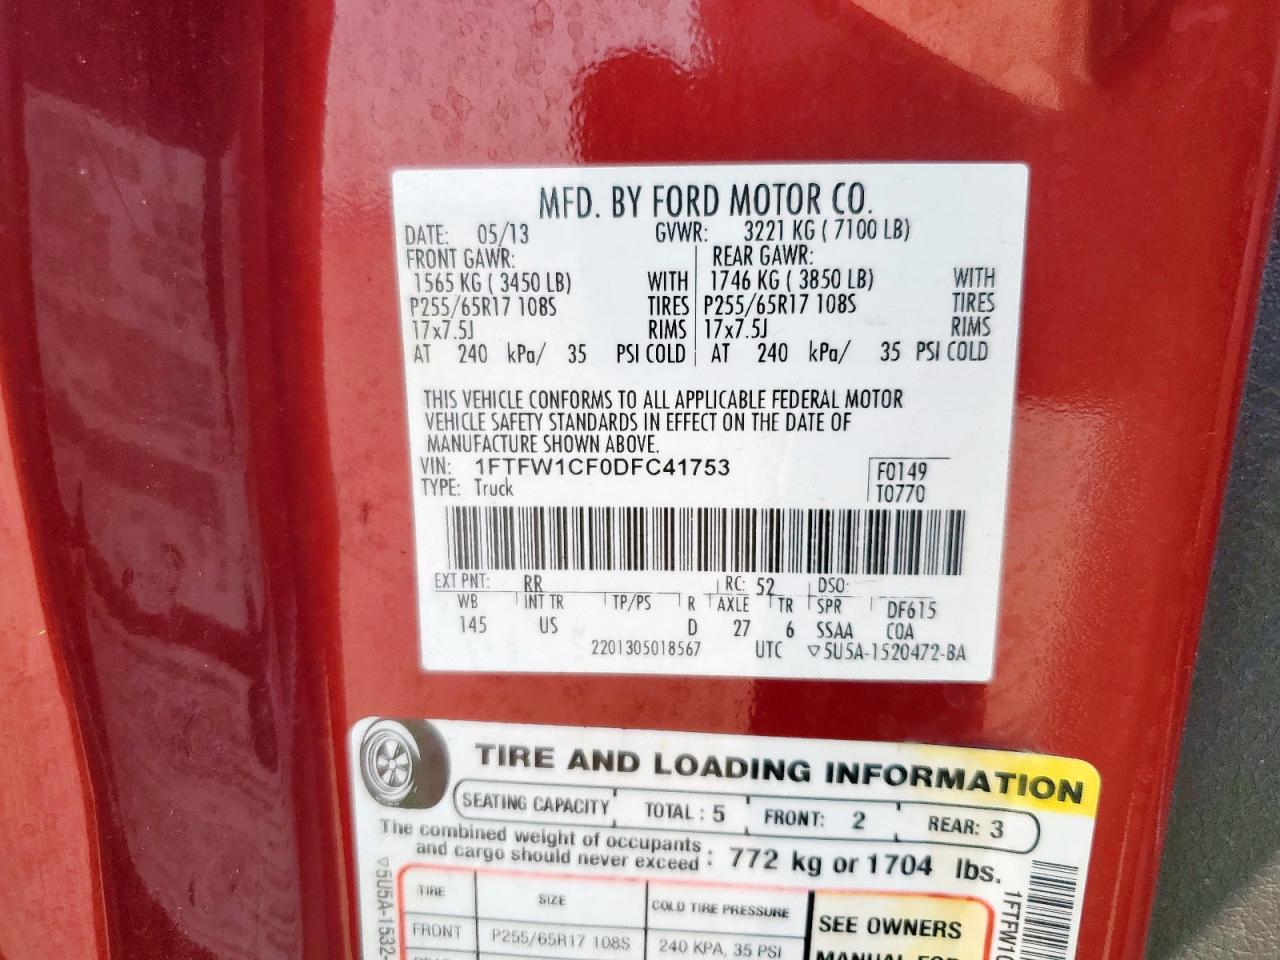 MFD. BY FORD MOTOR CO.
DATE: 05/13 GVWR: 3221 KG ( 7100 LB)
FRONT GAWR: REAR GAWR:
1565 KG ( 3450 LB) WITH 1746 KG ( 3850 LB) WITH
P255/65R17 108S TIRES P255/65R17 108S TIRES
17x7.5J RIMS 17x7.5J RIMS
AT 240 kPa/ 35 PSI COLD AT 240 kPa/ 35 PSI COLD
THIS VEHICLE CONFORMS TO ALL APPLICABLE FEDERAL MOTOR
VEHICLE SAFETY STANDARDS IN EFFECT ON THE DATE OF
MANUFACTURE SHOWN ABOVE.
VIN: 1FTFW1CF0DFC41753 F0149
TYPE: Truck T0770
EXT PNT: RR RC: 52 DSO:
WB INT TR TP/PS R AXLE TR SPR DF615
145 US D 27 6 SSAA COA
2201305018567 UTC ▽5U5A-1520472-BA
TIRE AND LOADING INFORMATION
SEATING CAPACITY TOTAL : 5 FRONT: 2 REAR: 3
The combined weight of occupants
and cargo should never exceed : 772 kg or 1704 lbs.
TIRE SIZE COLD TIRE PRESSURE SEE OWNERS
FRONT P255/65R17 108S 240 KPA, 35 PSI MANUAL FOR
▽5U5A-1532-
1FTFW1C